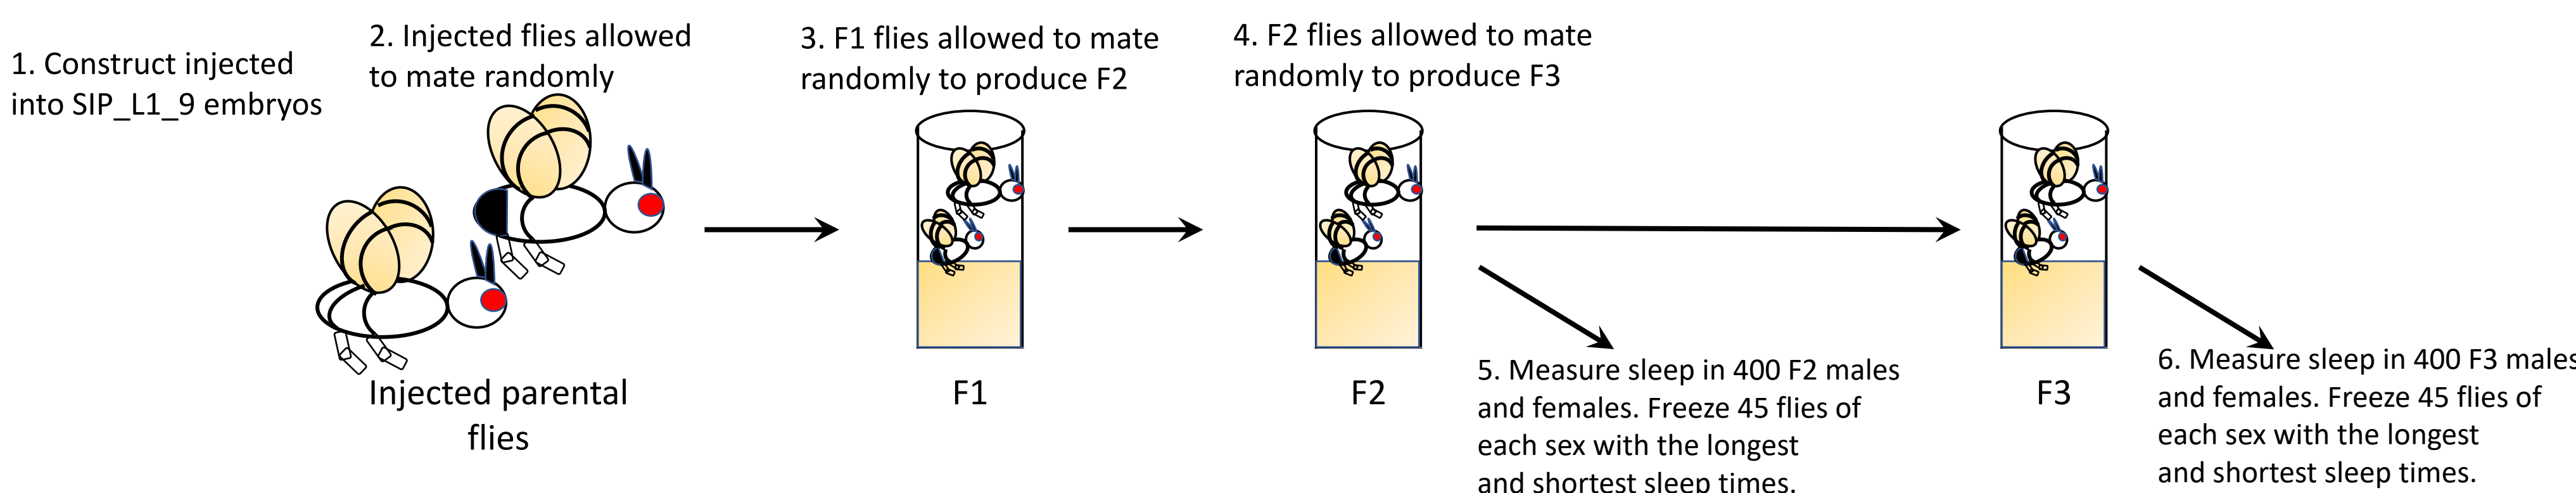 1. Construct injected
into SIP_L1_9 embryos
2. Injected flies allowed
to mate randomly
Injected parental
flies
3. F1 flies allowed to mate
randomly to produce F2
F1
4. F2 flies allowed to mate
randomly to produce F3
F2
5. Measure sleep in 400 F2 males
and females. Freeze 45 flies of
each sex with the longest
and shortest sleep times.
F3
6. Measure sleep in 400 F3 males
and females. Freeze 45 flies of
each sex with the longest
and shortest sleep times.